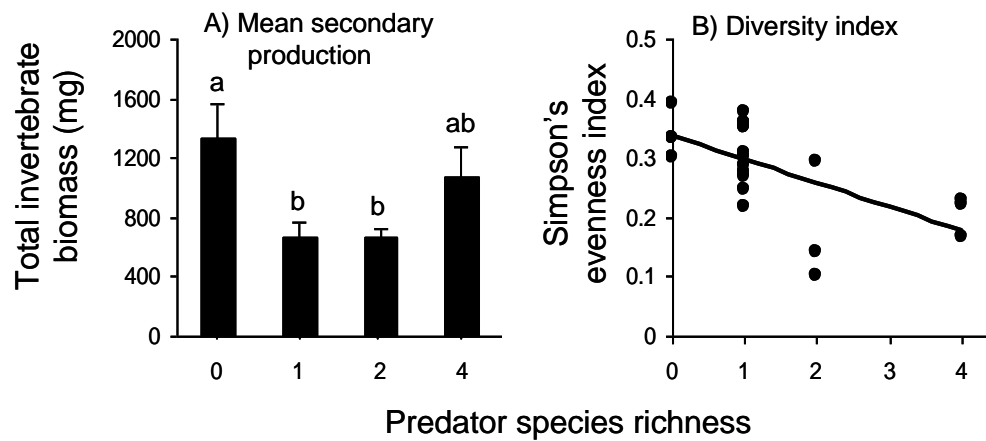 A) Mean secondary
production
Total invertebrate
biomass (mg)
2000
1600
1200
800
400
0
a
b
b
ab
0 1 2 4
B) Diversity index
Simpson's
evenness index
0.5
0.4
0.3
0.2
0.1
0
0 1 2 3 4
Predator species richness